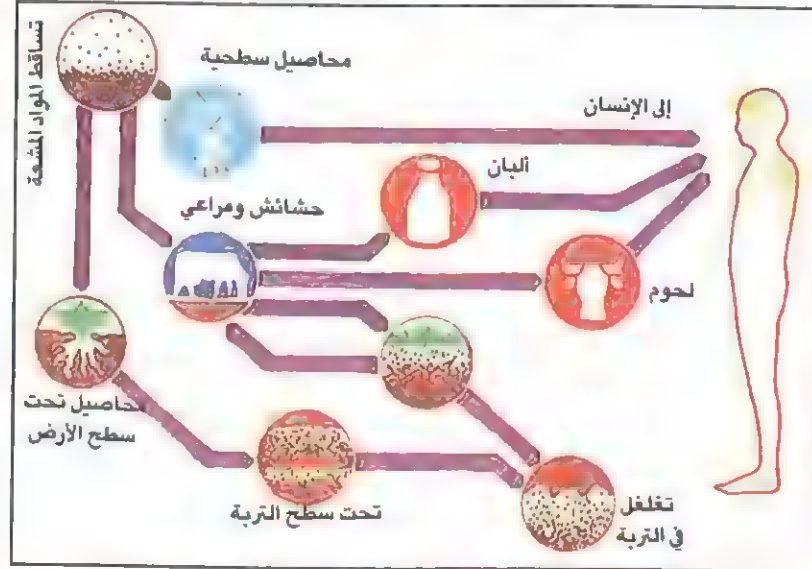 تساقط المواد المشعة
محاصيل سطحية
إلى الإنسان
ألبان
حشائش ومراعي
لحوم
محاصيل تحت
سطح الأرض
تحت سطح التربة
تغلغل
في التربة